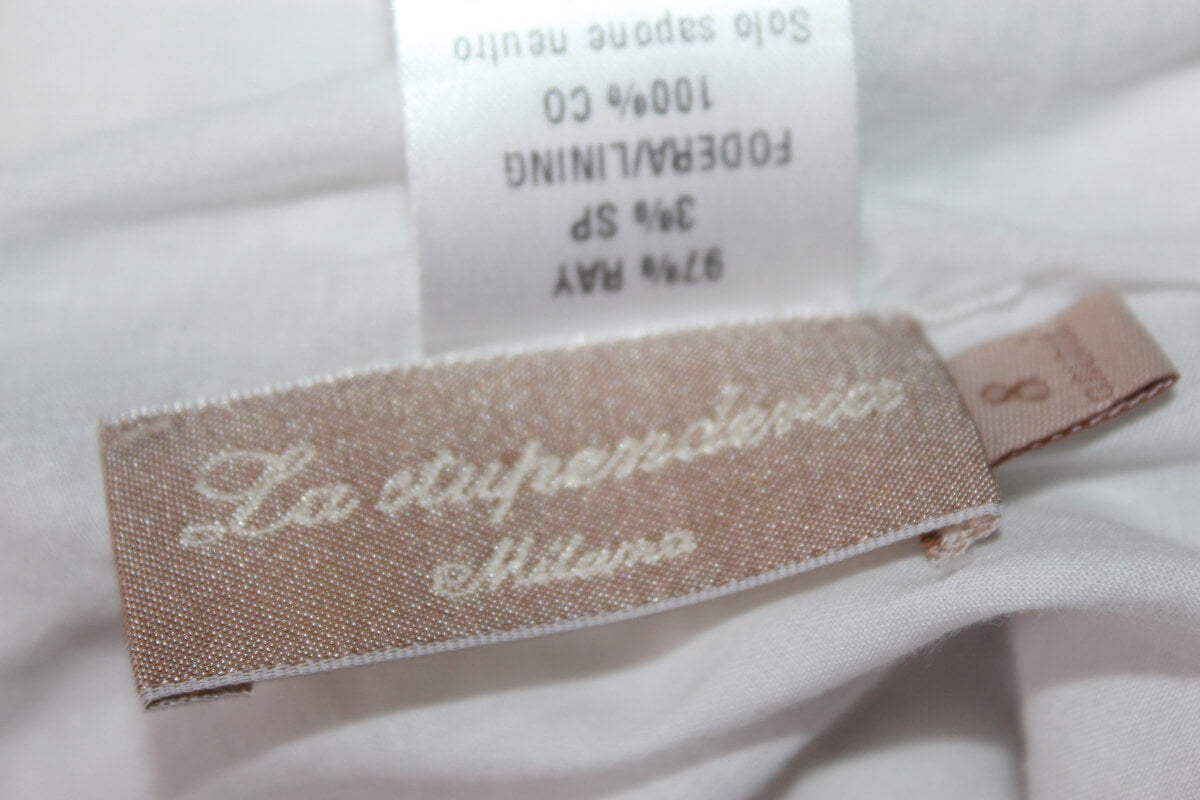 97% RAY
3% SP
FODERA/LINING
100% CO
Solo sapone neutro
La stupenderia
Milano
8